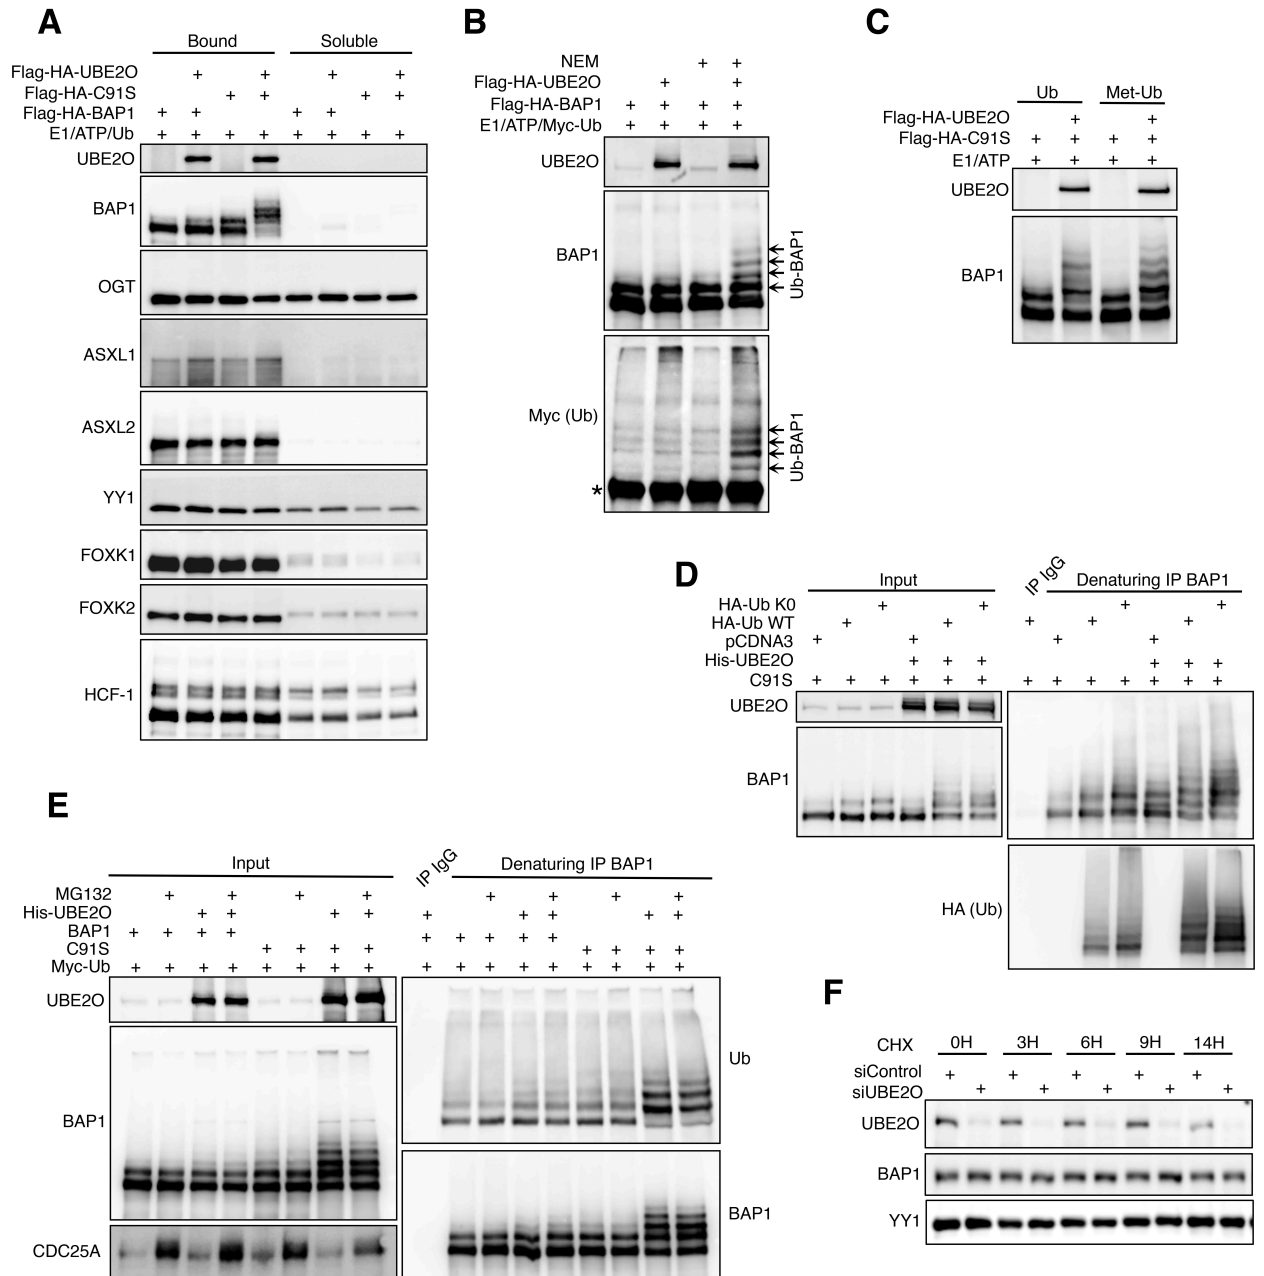 A
Bound Soluble
Flag-HA-UBE2O + + + +
Flag-HA-C91S + + + +
Flag-HA-BAP1 + + + +
E1/ATP/Ub + + + + + + + +
UBE2O
BAP1
OGT
ASXL1
ASXL2
YY1
FOXK1
FOXK2
HCF-1
B
NEM + +
Flag-HA-UBE2O + +
Flag-HA-BAP1 + + + +
E1/ATP/Myc-Ub + + + +
UBE2O
BAP1
Ub-BAP1
Myc (Ub)
Ub-BAP1
*
C
Ub Met-Ub
Flag-HA-UBE2O + +
Flag-HA-C91S + + + +
E1/ATP + + + +
UBE2O
BAP1
D
Input IP IgG Denaturing IP BAP1
HA-Ub K0 + + + +
HA-Ub WT + + + + +
pCDNA3 + + + +
His-UBE2O + + + + + +
C91S + + + + + + + + + + + + +
UBE2O
BAP1
HA (Ub)
E
Input IP IgG Denaturing IP BAP1
MG132 + + + + + + + +
His-UBE2O + + + + + + + + +
BAP1 + + + + + + + + +
C91S + + + + + + + +
Myc-Ub + + + + + + + + + + + + + + + + +
UBE2O
BAP1
CDC25A
Ub
BAP1
F
CHX 0H 3H 6H 9H 14H
siControl + + + + +
siUBE2O + + + + +
UBE2O
BAP1
YY1